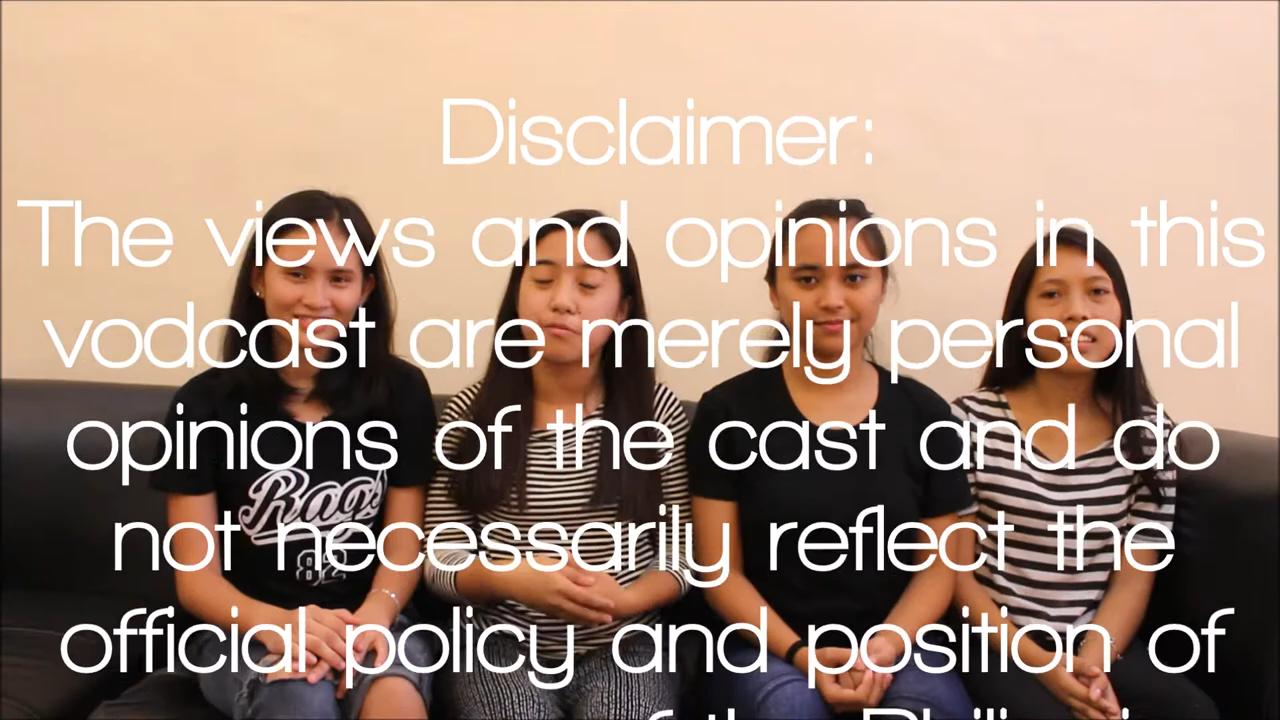 Disclaimer:
The views and opinions in this
vodcast are merely personal
opinions of the cast and do
not necessarily reflect the
official policy and position of
Rags
82